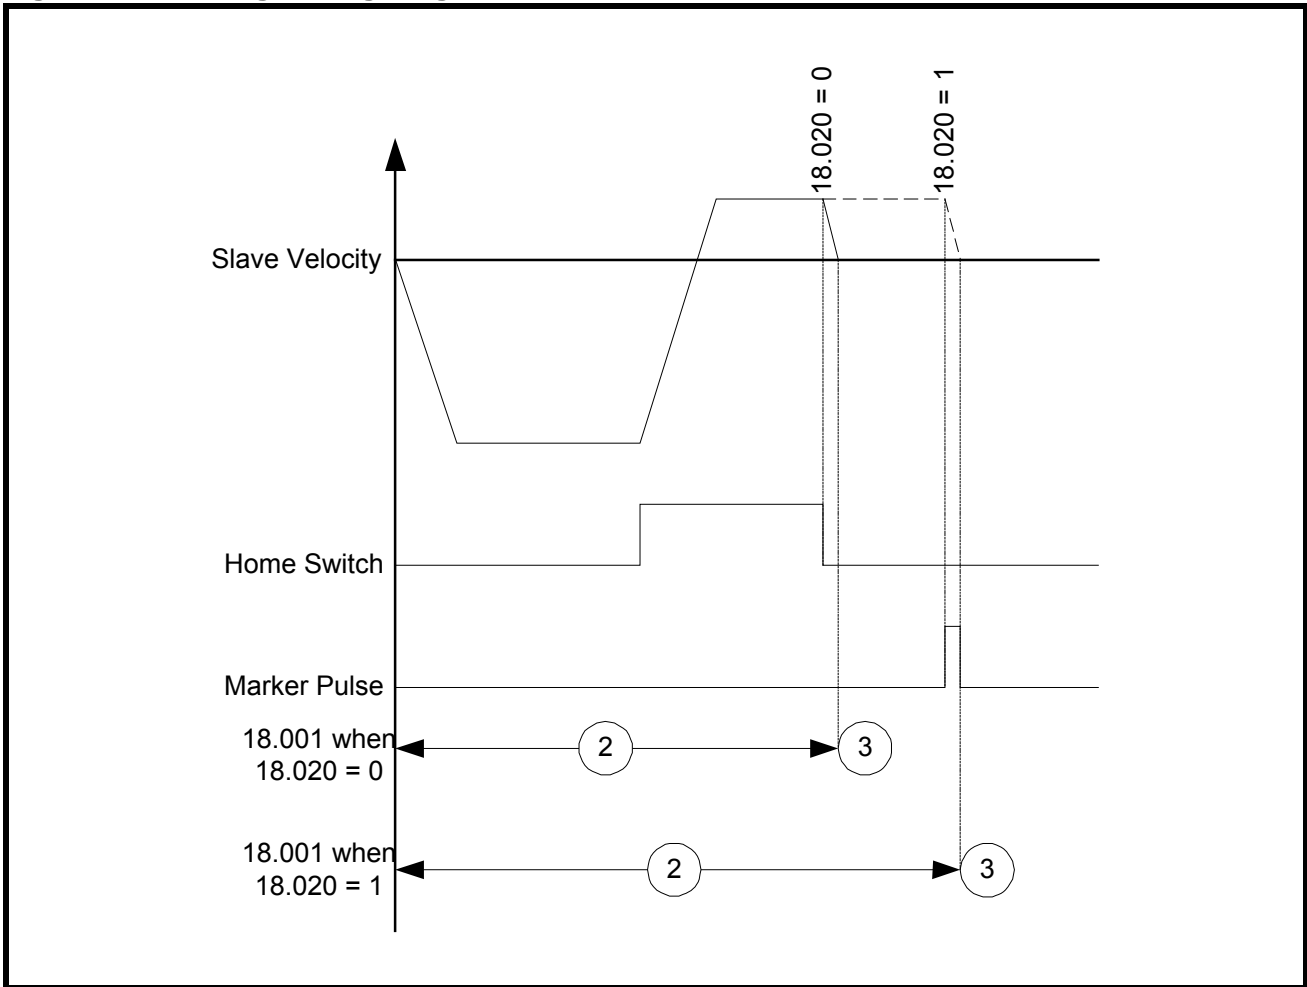 18.020 = 0
18.020 = 1
Slave Velocity
Home Switch
Marker Pulse
18.001 when
18.020 = 0
2
3
18.001 when
18.020 = 1
2
3